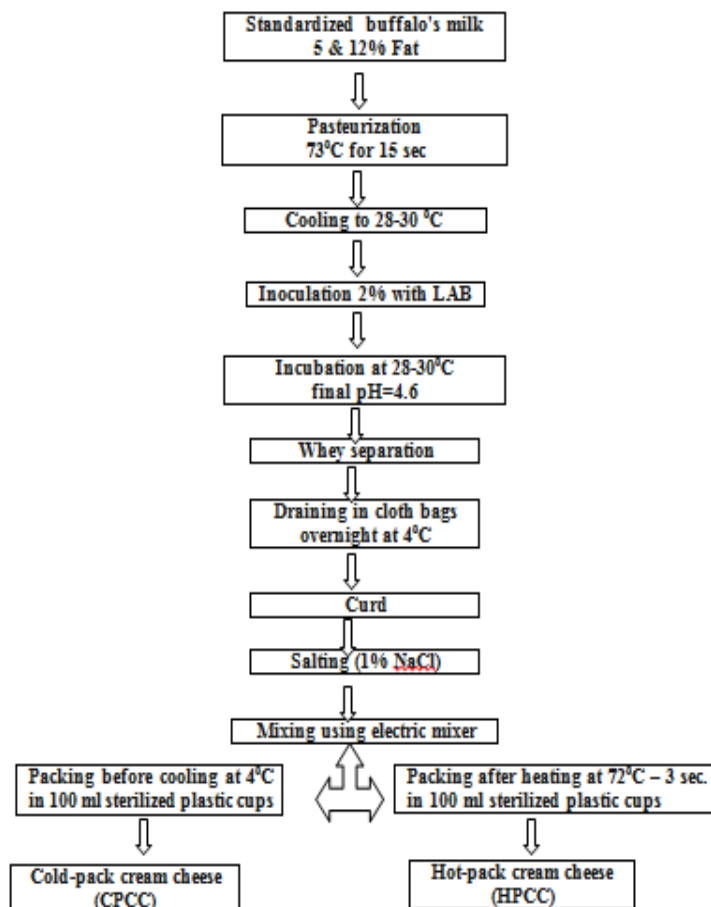 Standardized buffalo's milk
5 & 12% Fat
Pasteurization
73⁰C for 15 sec
Cooling to 28-30 ⁰C
Inoculation 2% with LAB
Incubation at 28-30⁰C
final pH=4.6
Whey separation
Draining in cloth bags
overnight at 4⁰C
Curd
Salting (1% NaCl)
Mixing using electric mixer
Packing before cooling at 4⁰C
in 100 ml sterilized plastic cups
Packing after heating at 72⁰C – 3 sec.
in 100 ml sterilized plastic cups
Cold-pack cream cheese
(CPCC)
Hot-pack cream cheese
(HPCC)